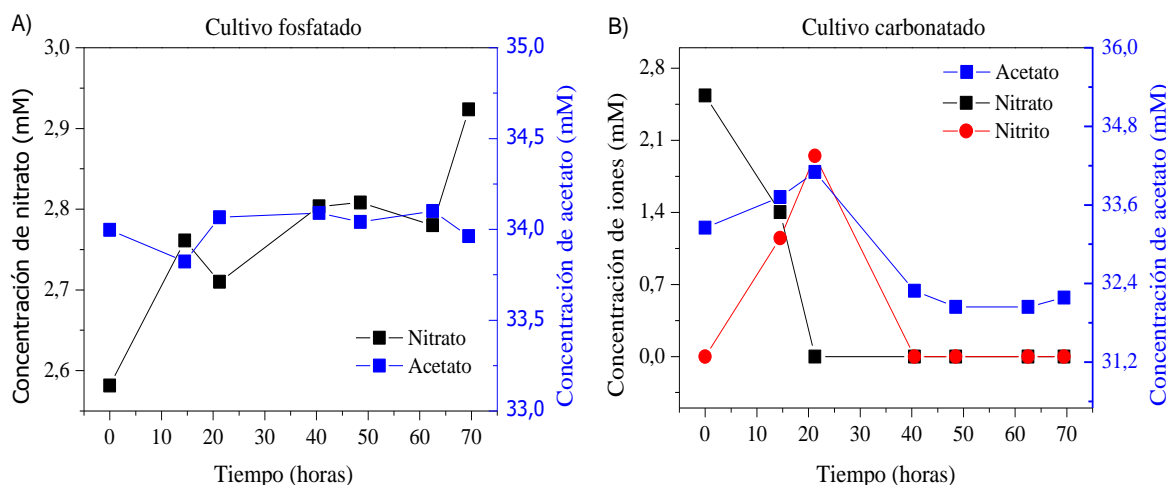 A)
Cultivo fosfatado
3,0
2,9
2,8
2,7
2,6
Concentración de nitrato (mM)
35,0
34,5
34,0
33,5
33,0
Concentración de acetato (mM)
Nitrato
Acetato
0 10 20 30 40 50 60 70
Tiempo (horas)
B)
Cultivo carbonatado
2,8
2,1
1,4
0,7
0,0
Concentración de iones (mM)
36,0
34,8
33,6
32,4
31,2
Concentración de acetato (mM)
Acetato
Nitrato
Nitrito
0 10 20 30 40 50 60 70
Tiempo (horas)